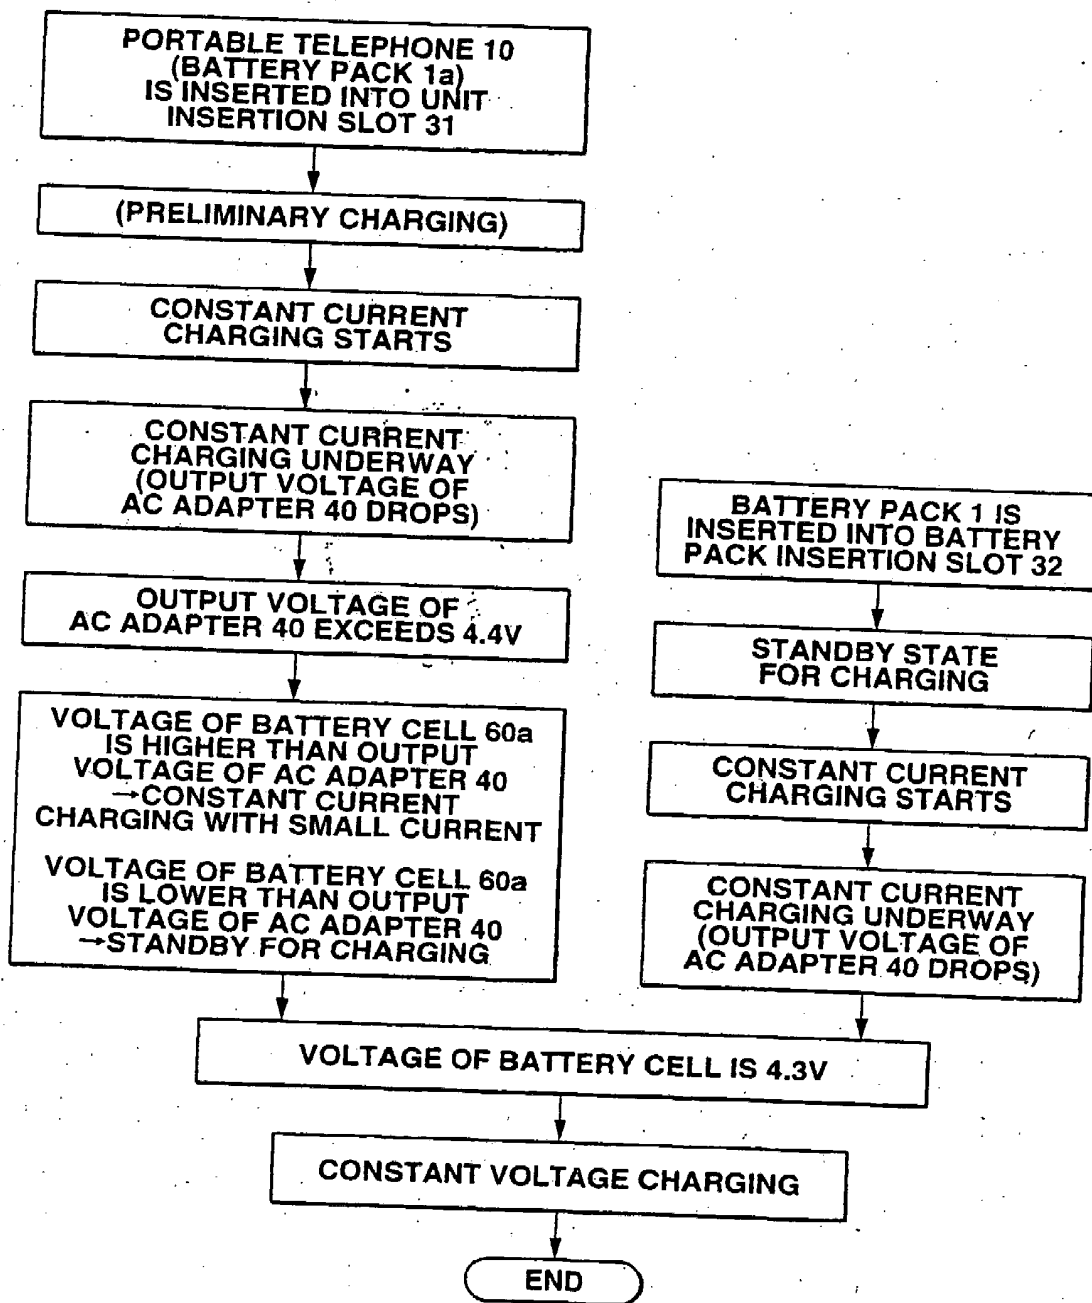 PORTABLE TELEPHONE 10
(BATTERY PACK 1a)
IS INSERTED INTO UNIT
INSERTION SLOT 31
(PRELIMINARY CHARGING)
CONSTANT CURRENT
CHARGING STARTS
CONSTANT CURRENT
CHARGING UNDERWAY
(OUTPUT VOLTAGE OF
AC ADAPTER 40 DROPS)
OUTPUT VOLTAGE OF
AC ADAPTER 40 EXCEEDS 4.4V
VOLTAGE OF BATTERY CELL 60a
IS HIGHER THAN OUTPUT
VOLTAGE OF AC ADAPTER 40
→CONSTANT CURRENT
CHARGING WITH SMALL CURRENT
VOLTAGE OF BATTERY CELL 60a
IS LOWER THAN OUTPUT
VOLTAGE OF AC ADAPTER 40
→STANDBY FOR CHARGING
BATTERY PACK 1 IS
INSERTED INTO BATTERY
PACK INSERTION SLOT 32
STANDBY STATE
FOR CHARGING
CONSTANT CURRENT
CHARGING STARTS
CONSTANT CURRENT
CHARGING UNDERWAY
(OUTPUT VOLTAGE OF
AC ADAPTER 40 DROPS)
VOLTAGE OF BATTERY CELL IS 4.3V
CONSTANT VOLTAGE CHARGING
END